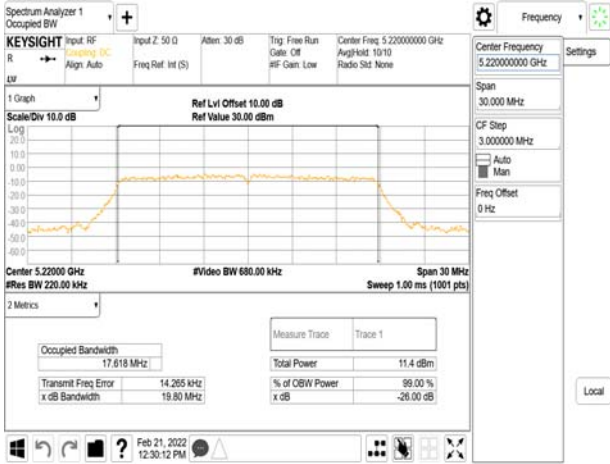 Spectrum Analyzer 1
Occupied BW
Frequency
KEYSIGHT
R
LW
Input: RF
Coupling: DC
Align: Auto
Input Z: 50 Ω
Freq Ref: Int (S)
Atten: 30 dB
Trig: Free Run
Gate: Off
#IF Gain: Low
Center Freq: 5.220000000 GHz
Avg|Hold: 10/10
Radio Std: None
Center Frequency
5.220000000 GHz
Settings
Span
30.000 MHz
CF Step
3.000000 MHz
Auto
Man
Freq Offset
0 Hz
Local
1 Graph
Scale/Div 10.0 dB
Ref Lvl Offset 10.00 dB
Ref Value 30.00 dBm
Log
20.0
10.0
0.00
-10.0
-20.0
-30.0
-40.0
-50.0
-60.0
Center 5.22000 GHz
#Video BW 680.00 kHz
Span 30 MHz
#Res BW 220.00 kHz
Sweep 1.00 ms (1001 pts)
2 Metrics
Measure Trace
Trace 1
Occupied Bandwidth
17.618 MHz
Total Power
11.4 dBm
Transmit Freq Error
14.265 kHz
% of OBW Power
99.00 %
x dB Bandwidth
19.80 MHz
x dB
-26.00 dB
Feb 21, 2022
12:30:12 PM